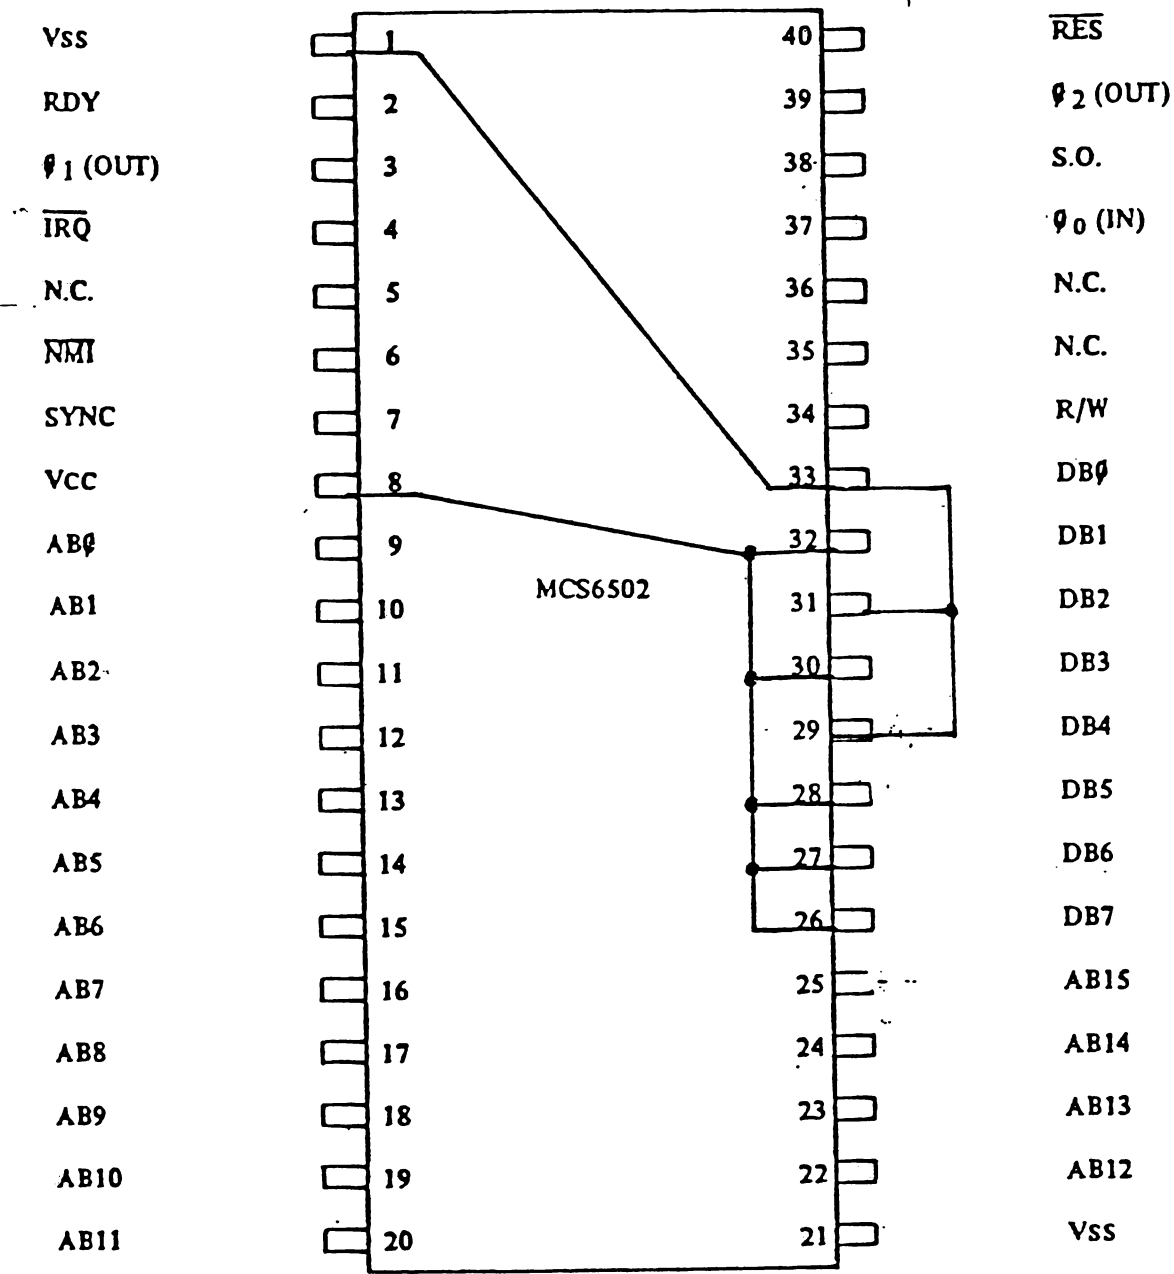 Vss 1 40 RES
RDY 2 39 φ2 (OUT)
φ1 (OUT) 3 38 S.O.
IRQ 4 37 φ0 (IN)
N.C. 5 36 N.C.
NMI 6 35 N.C.
SYNC 7 34 R/W
Vcc 8 33 DBØ
ABØ 9 32 DB1
MCS6502
AB1 10 31 DB2
AB2 11 30 DB3
AB3 12 29 DB4
AB4 13 28 DB5
AB5 14 27 DB6
AB6 15 26 DB7
AB7 16 25 AB15
AB8 17 24 AB14
AB9 18 23 AB13
AB10 19 22 AB12
AB11 20 21 Vss